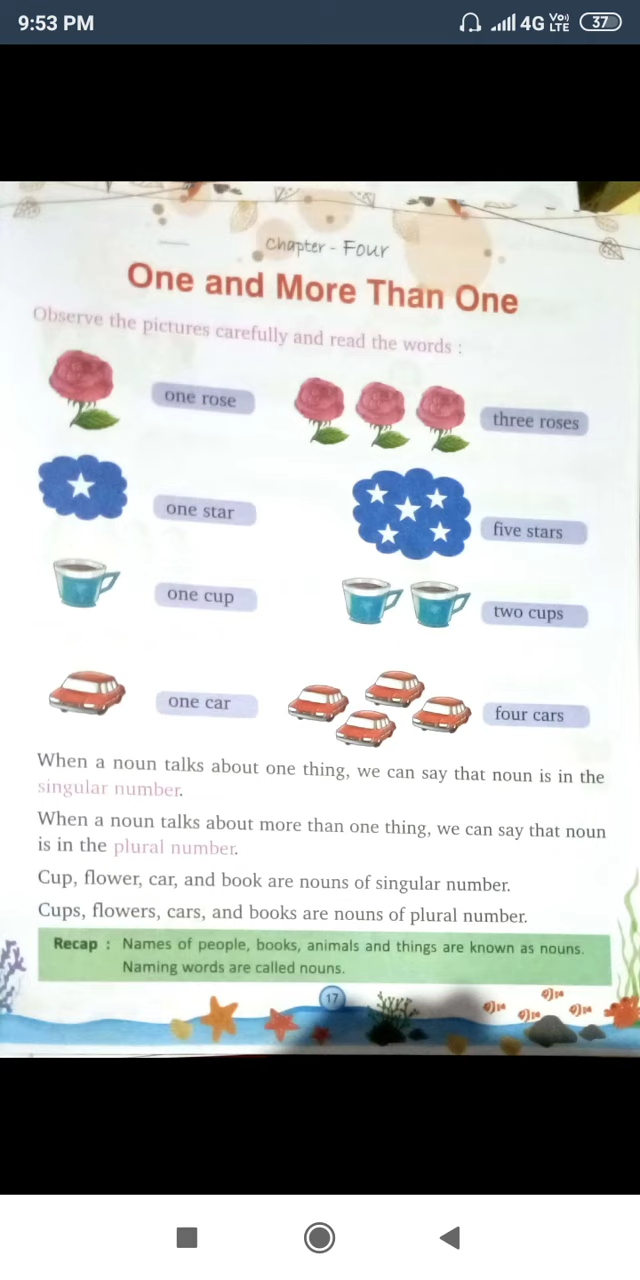 9:53 PM
4G Vo) LTE 37
Chapter - Four
One and More Than One
Observe the pictures carefully and read the words :
one rose
three roses
one star
five stars
one cup
two cups
one car
four cars
When a noun talks about one thing, we can say that noun is in the
singular number.
When a noun talks about more than one thing, we can say that noun
is in the plural number.
Cup, flower, car, and book are nouns of singular number.
Cups, flowers, cars, and books are nouns of plural number.
Recap : Names of people, books, animals and things are known as nouns.
Naming words are called nouns.
17